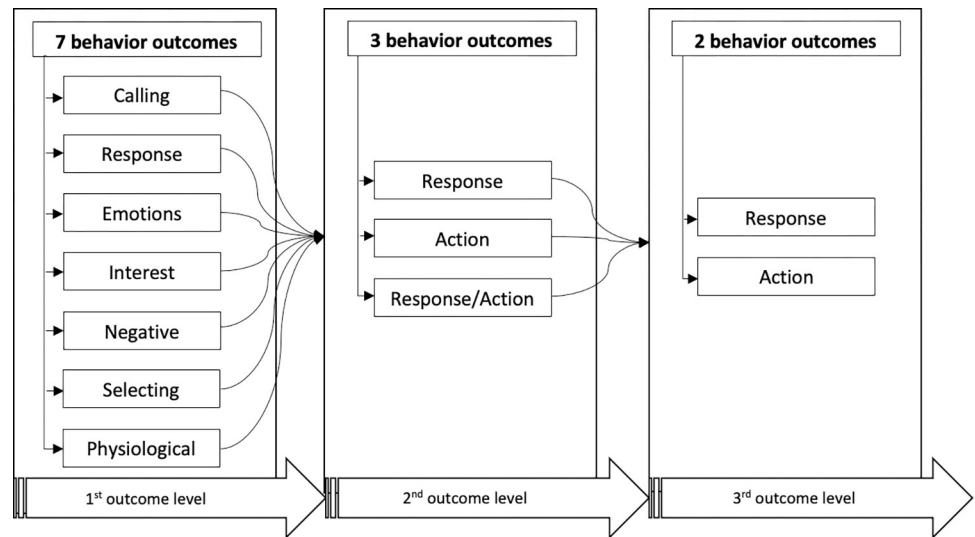 7 behavior outcomes
Calling
Response
Emotions
Interest
Negative
Selecting
Physiological
1st outcome level
3 behavior outcomes
Response
Action
Response/Action
2nd outcome level
2 behavior outcomes
Response
Action
3rd outcome level